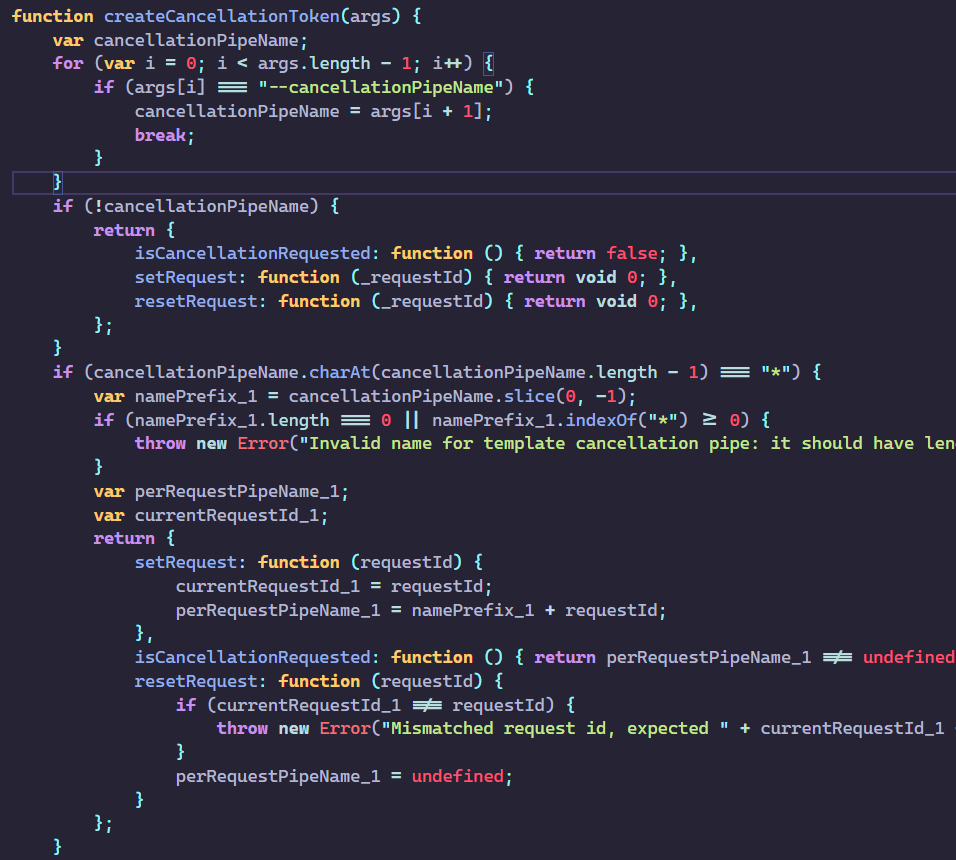 function createCancellationToken(args) {
    var cancellationPipeName;
    for (var i = 0; i < args.length - 1; i++) {
        if (args[i] === "--cancellationPipeName") {
            cancellationPipeName = args[i + 1];
            break;
        }
    }
    if (!cancellationPipeName) {
        return {
            isCancellationRequested: function () { return false; },
            setRequest: function (_requestId) { return void 0; },
            resetRequest: function (_requestId) { return void 0; },
        };
    }
    if (cancellationPipeName.charAt(cancellationPipeName.length - 1) === "*") {
        var namePrefix_1 = cancellationPipeName.slice(0, -1);
        if (namePrefix_1.length === 0 || namePrefix_1.indexOf("*") >= 0) {
            throw new Error("Invalid name for template cancellation pipe: it should have len
        }
        var perRequestPipeName_1;
        var currentRequestId_1;
        return {
            setRequest: function (requestId) {
                currentRequestId_1 = requestId;
                perRequestPipeName_1 = namePrefix_1 + requestId;
            },
            isCancellationRequested: function () { return perRequestPipeName_1 !== undefined
            resetRequest: function (requestId) {
                if (currentRequestId_1 !== requestId) {
                    throw new Error("Mismatched request id, expected " + currentRequestId_1
                }
                perRequestPipeName_1 = undefined;
            }
        };
    }